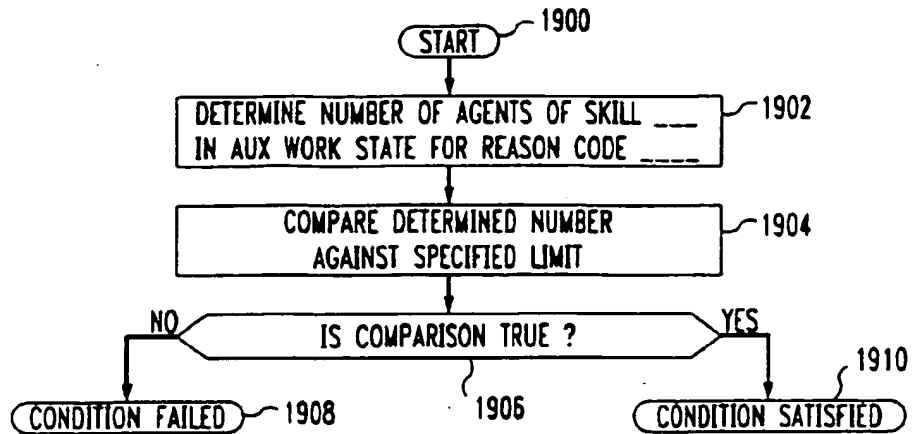 START
1900
DETERMINE NUMBER OF AGENTS OF SKILL ___
IN AUX WORK STATE FOR REASON CODE ____
1902
COMPARE DETERMINED NUMBER
AGAINST SPECIFIED LIMIT
1904
NO
IS COMPARISON TRUE ?
YES
1906
CONDITION FAILED
1908
CONDITION SATISFIED
1910